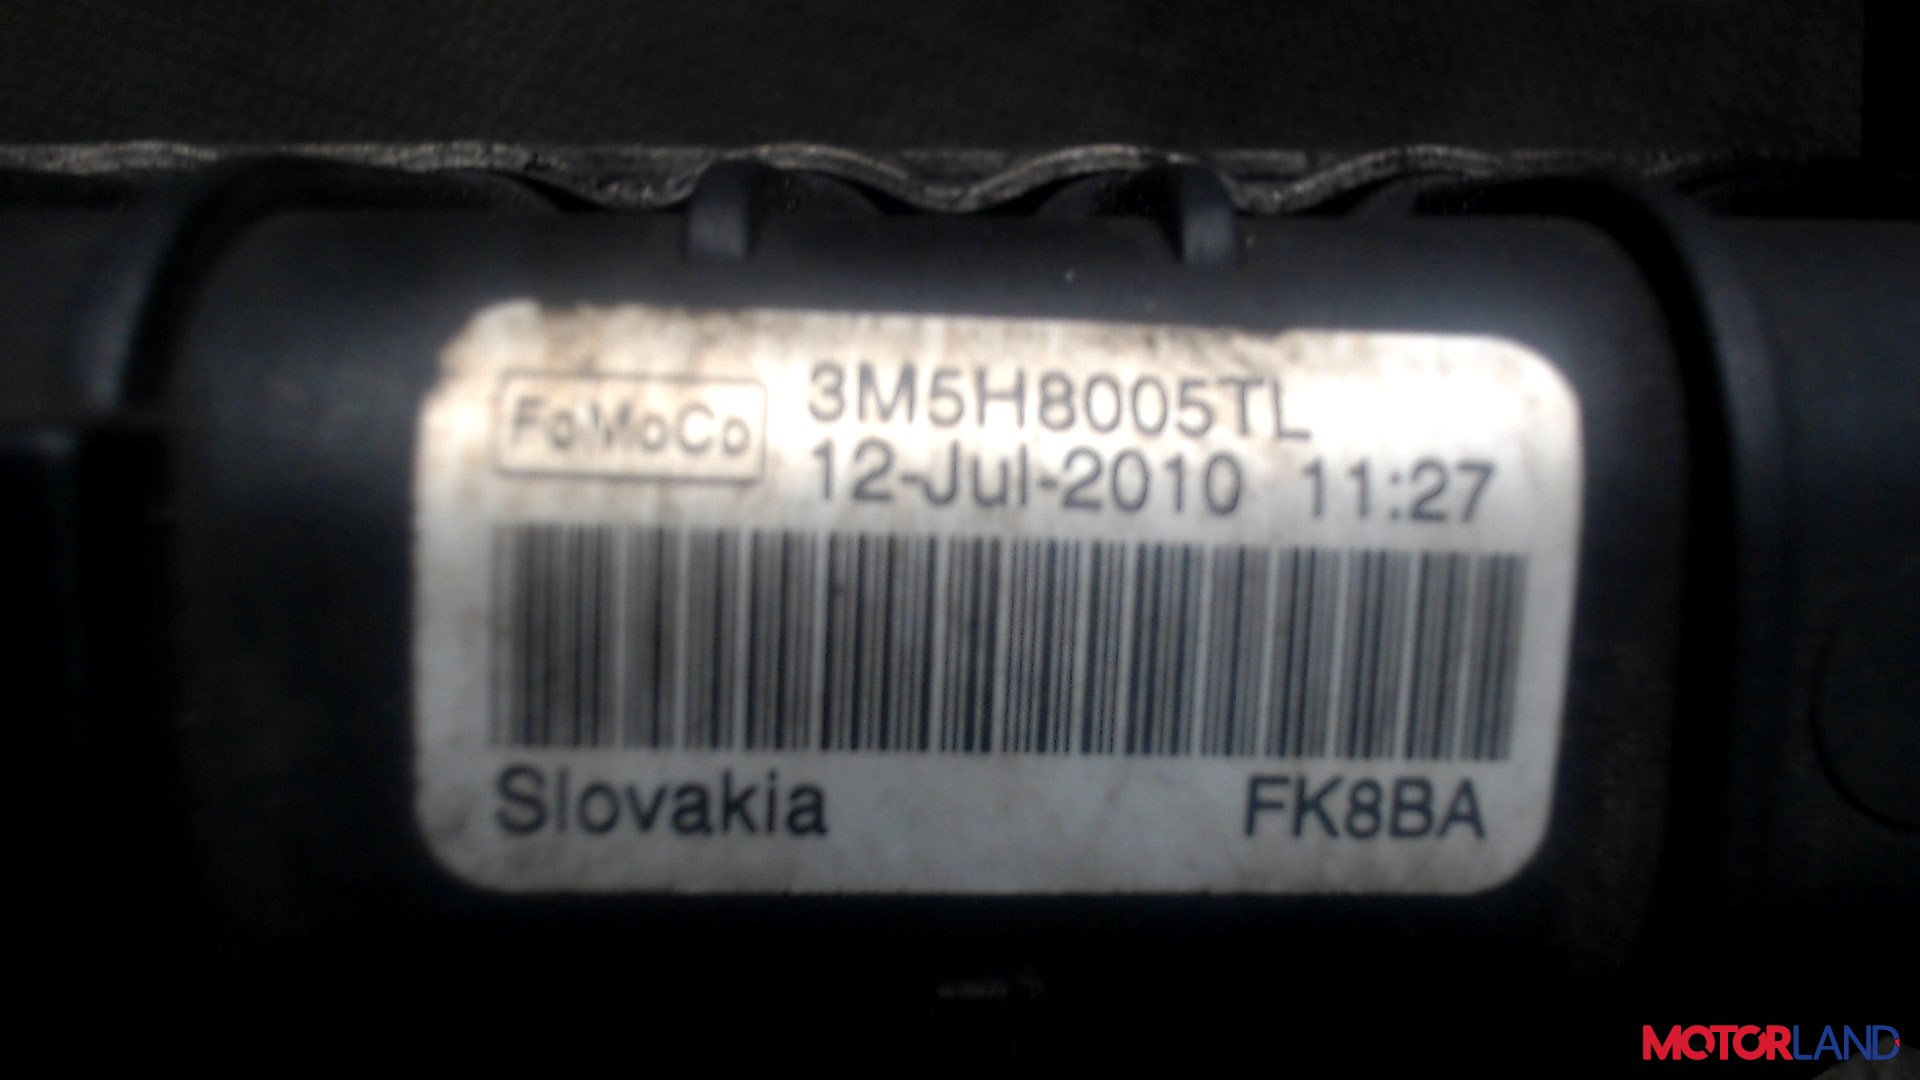 FoMoCo
3M5H8005TL
12-Jul-2010 11:27
Slovakia FK8BA
MOTORLAND